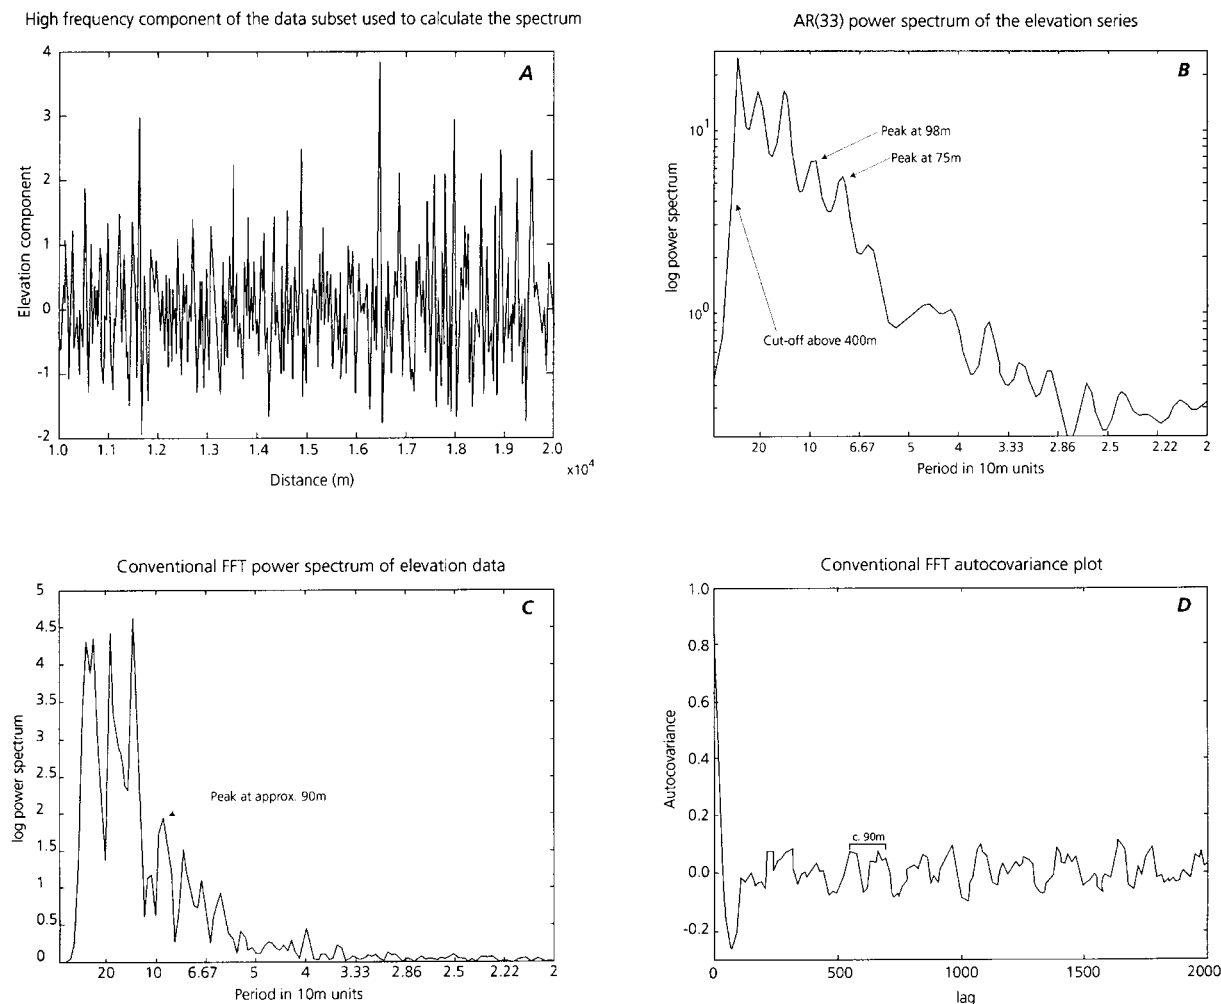 High frequency component of the data subset used to calculate the spectrum
A
4
3
2
1
0
-1
-2
Elevation component
1.0 1.1 1.2 1.3 1.4 1.5 1.6 1.7 1.8 1.9 2.0
x10⁴
Distance (m)
AR(33) power spectrum of the elevation series
B
10¹
10⁰
log power spectrum
Peak at 98m
Peak at 75m
Cut-off above 400m
20 10 6.67 5 4 3.33 2.86 2.5 2.22 2
Period in 10m units
Conventional FFT power spectrum of elevation data
C
5
4.5
4
3.5
3
2.5
2
1.5
1
0.5
0
log power spectrum
Peak at approx. 90m
20 10 6.67 5 4 3.33 2.86 2.5 2.22 2
Period in 10m units
Conventional FFT autocovariance plot
D
1.0
0.8
0.6
0.4
0.2
0.0
-0.2
Autocovariance
c. 90m
0 500 1000 1500 2000
lag